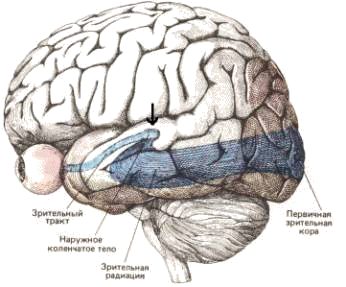 Зрительный
тракт
Наружное
коленчатое тело
Зрительная
радиация
Первичная
зрительная
кора